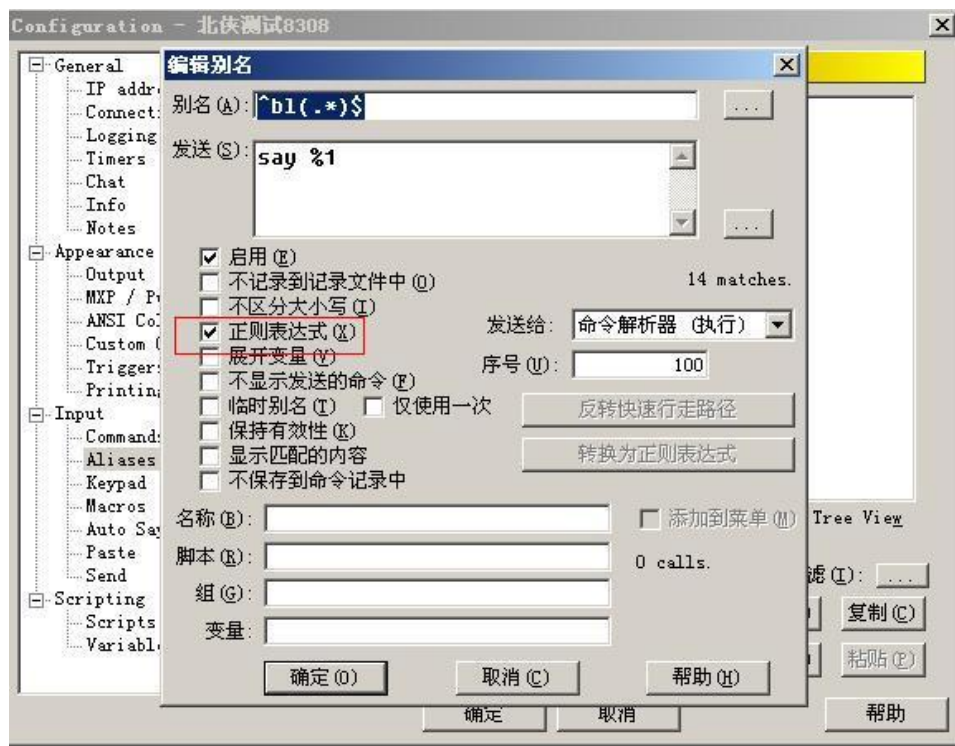 Configuration - 北侠测试8308
General
IP addr
Connect
Logging
Timers
Chat
Info
Notes
Appearance
Output
MXP / P
ANSI Co
Custom
Trigger
Printin
Input
Command
Aliases
Keypad
Macros
Auto Sa
Paste
Send
Scripting
Scripts
Variabl
编辑别名
别名(A): ^bl(.*)$ ...
发送(S): say %1
...
启用(E)
不记录到记录文件中(O) 14 matches.
不区分大小写(I)
正则表达式(X) 发送给: 命令解析器 (执行)
展开变量(V) 序号(U): 100
不显示发送的命令(F)
临时别名(T) 仅使用一次 反转快速行走路径
保持有效性(K)
显示匹配的内容 转换为正则表达式
不保存到命令记录中
名称(B): 添加到菜单(M) Tree View
脚本(R): 0 calls.
滤(I): ...
组(G): 复制(C)
变量: 粘贴(P)
确定(O) 取消(C) 帮助(H)
确定 取消 帮助